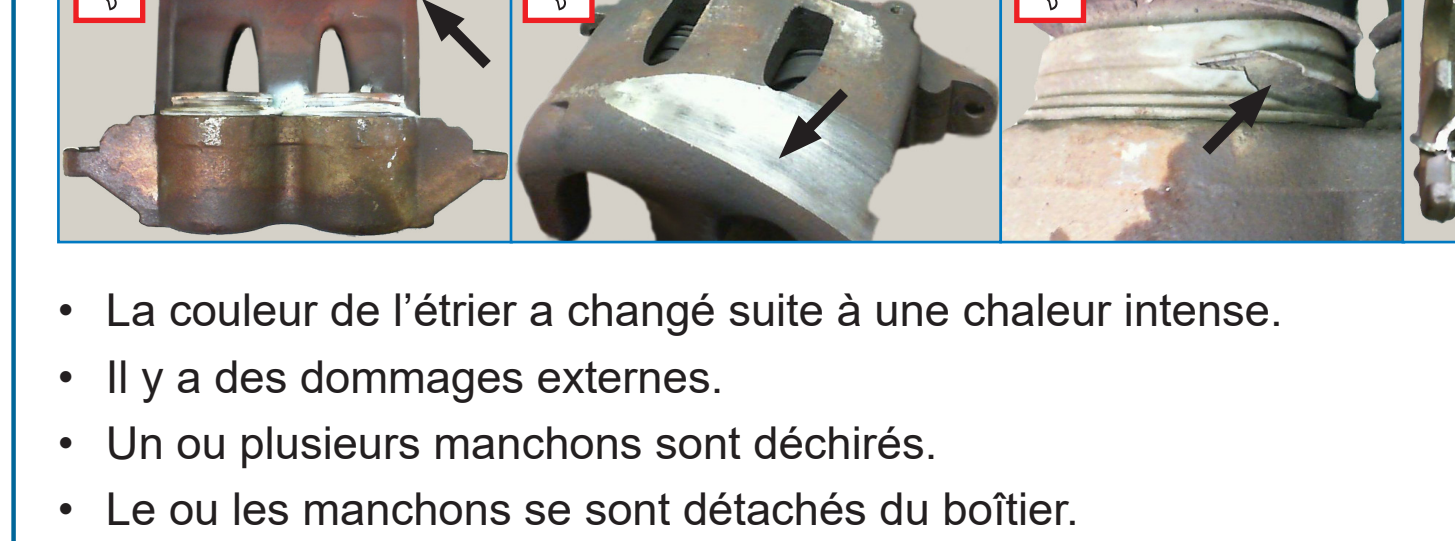 • La couleur de l’étrier a changé suite à une chaleur intense.
• Il y a des dommages externes.
• Un ou plusieurs manchons sont déchirés.
• Le ou les manchons se sont détachés du boîtier.